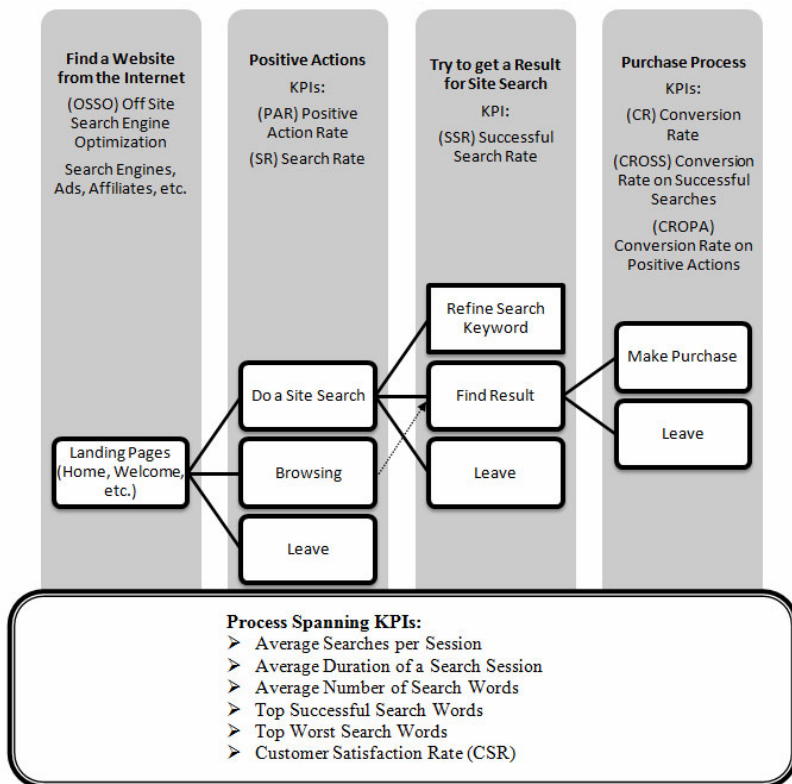 Find a Website
from the Internet
(OSSO) Off Site
Search Engine
Optimization
Search Engines,
Ads, Affiliates, etc.
Positive Actions
KPIs:
(PAR) Positive
Action Rate
(SR) Search Rate
Try to get a Result
for Site Search
KPI:
(SSR) Successful
Search Rate
Purchase Process
KPIs:
(CR) Conversion
Rate
(CROSS) Conversion
Rate on Successful
Searches
(CROPA)
Conversion Rate on
Positive Actions
Landing Pages
(Home, Welcome,
etc.)
Do a Site Search
Browsing
Leave
Refine Search
Keyword
Find Result
Leave
Make Purchase
Leave
Process Spanning KPIs:
➢ Average Searches per Session
➢ Average Duration of a Search Session
➢ Average Number of Search Words
➢ Top Successful Search Words
➢ Top Worst Search Words
➢ Customer Satisfaction Rate (CSR)